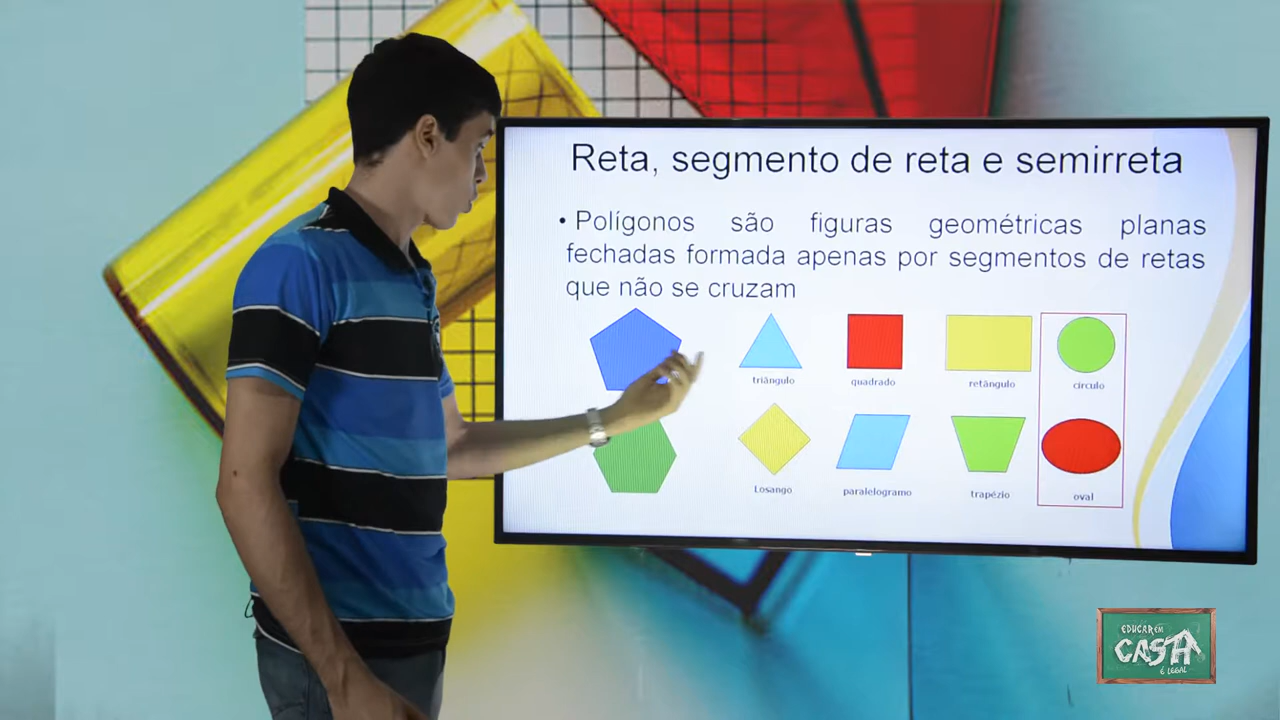 Reta, segmento de reta e semirreta
• Polígonos são figuras geométricas planas
fechadas formada apenas por segmentos de retas
que não se cruzam
triângulo quadrado retângulo círculo
Losango paralelogramo trapézio oval
EDUCAR EM
CASA
É LEGAL